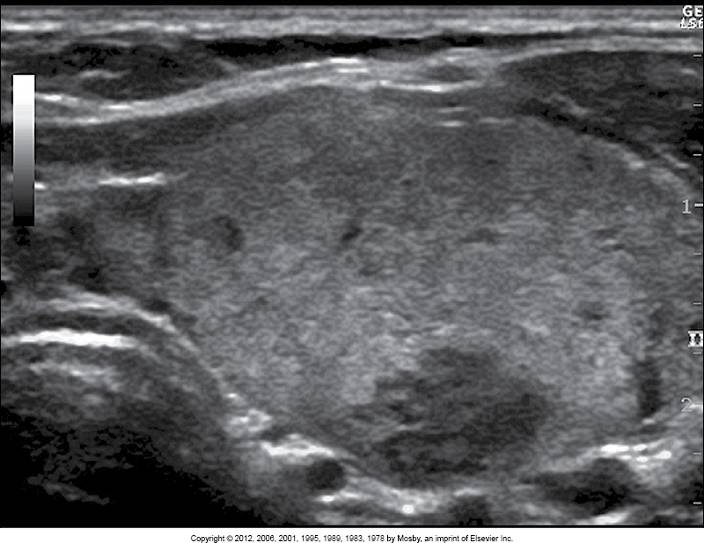 GE
1
2
Copyright © 2012, 2006, 2001, 1995, 1989, 1983, 1978 by Mosby, an imprint of Elsevier Inc.